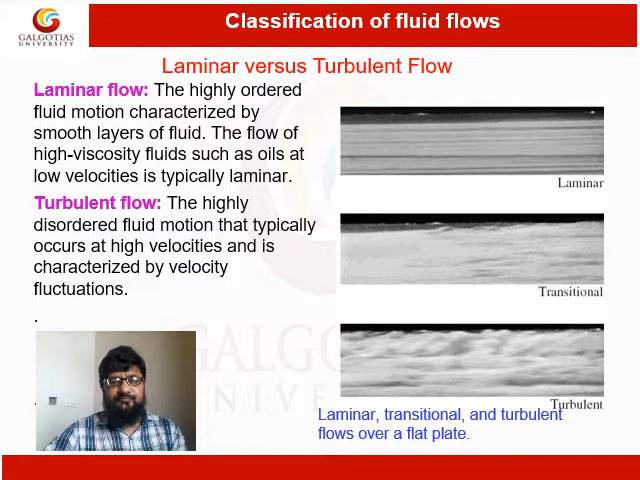 Classification of fluid flows
GALGOTIAS
UNIVERSITY
Laminar versus Turbulent Flow
Laminar flow: The highly ordered
fluid motion characterized by
smooth layers of fluid. The flow of
high-viscosity fluids such as oils at
low velocities is typically laminar.
Turbulent flow: The highly
disordered fluid motion that typically
occurs at high velocities and is
characterized by velocity
fluctuations.
.
Laminar
Transitional
Turbulent
Laminar, transitional, and turbulent
flows over a flat plate.